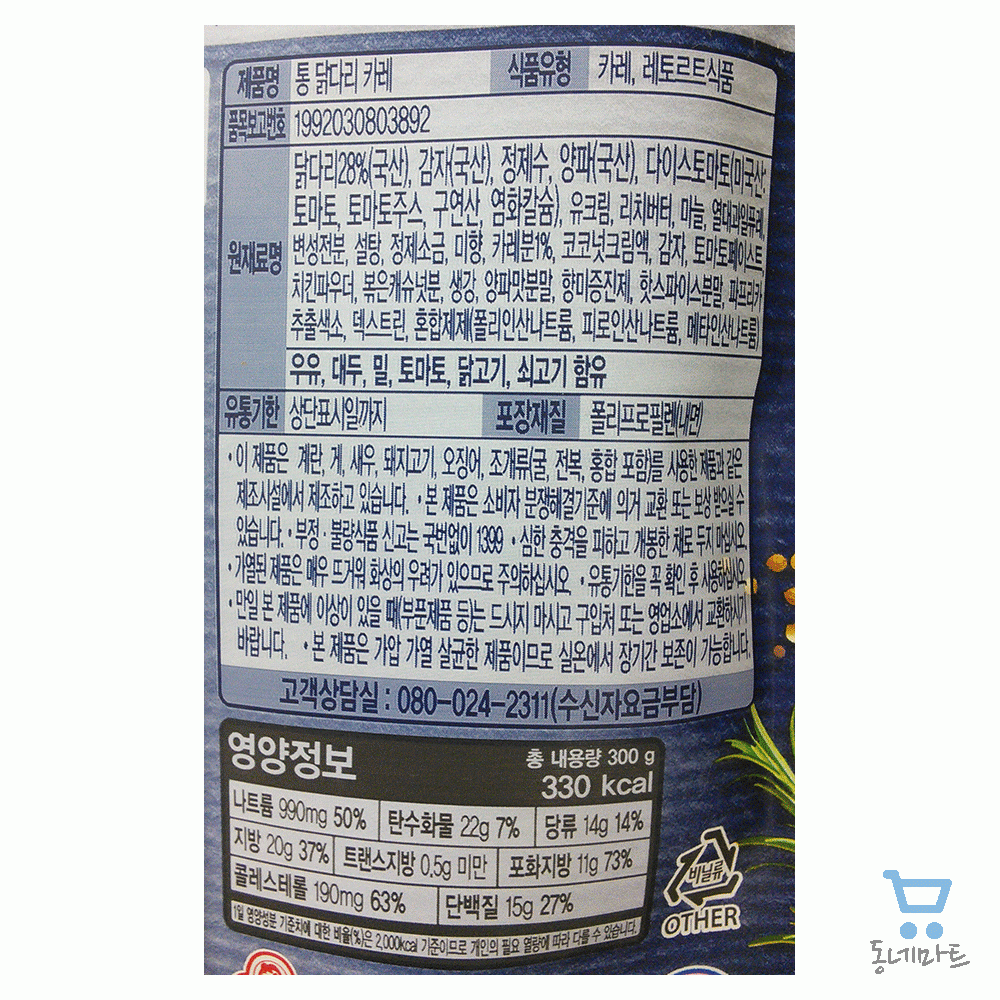 제품명 통 닭다리 카레 식품유형 카레, 레토르트식품
품목보고번호 1992030803892
원재료명
닭다리28%(국산), 감자(국산), 정제수, 양파(국산), 다이스토마토(미국산:
토마토, 토마토주스, 구연산, 염화칼슘), 유크림, 리치버터, 마늘, 열대과일퓨레,
변성전분, 설탕, 정제소금, 미향, 카레분1%, 코코넛크림액, 감자, 토마토페이스트,
치킨파우더, 볶은캐슈넛분, 생강, 양파맛분말, 향미증진제, 핫스파이스분말, 파프리카
추출색소, 덱스트린, 혼합제제(폴리인산나트륨, 피로인산나트륨, 메타인산나트륨)
우유, 대두, 밀, 토마토, 닭고기, 쇠고기 함유
유통기한 상단표시일까지 포장재질 폴리프로필렌(내면)
•이 제품은 계란, 게, 새우, 돼지고기, 오징어, 조개류(굴, 전복, 홍합 포함)를 사용한 제품과 같은
제조시설에서 제조하고 있습니다. •본 제품은 소비자 분쟁해결기준에 의거 교환 또는 보상 받으실 수
있습니다. •부정·불량식품 신고는 국번없이 1399 •심한 충격을 피하고 개봉한 채로 두지 마십시오.
•가열된 제품은 매우 뜨거워 화상의 우려가 있으므로 주의하십시오. •유통기한을 꼭 확인 후 사용하십시오.
•만일 본 제품에 이상이 있을 때(부푼제품 등)는 드시지 마시고 구입처 또는 영업소에서 교환하시기
바랍니다. •본 제품은 가압 가열 살균한 제품이므로 실온에서 장기간 보존이 가능합니다.
고객상담실 : 080-024-2311(수신자요금부담)
영양정보 총 내용량 300 g
330 kcal
나트륨 990mg 50% 탄수화물 22g 7% 당류 14g 14%
지방 20g 37% 트랜스지방 0.5g 미만 포화지방 11g 73%
콜레스테롤 190mg 63% 단백질 15g 27%
1일 영양성분 기준치에 대한 비율(%)은 2,000kcal 기준이므로 개인의 필요 열량에 따라 다를 수 있습니다.
비닐류
OTHER
동네마트